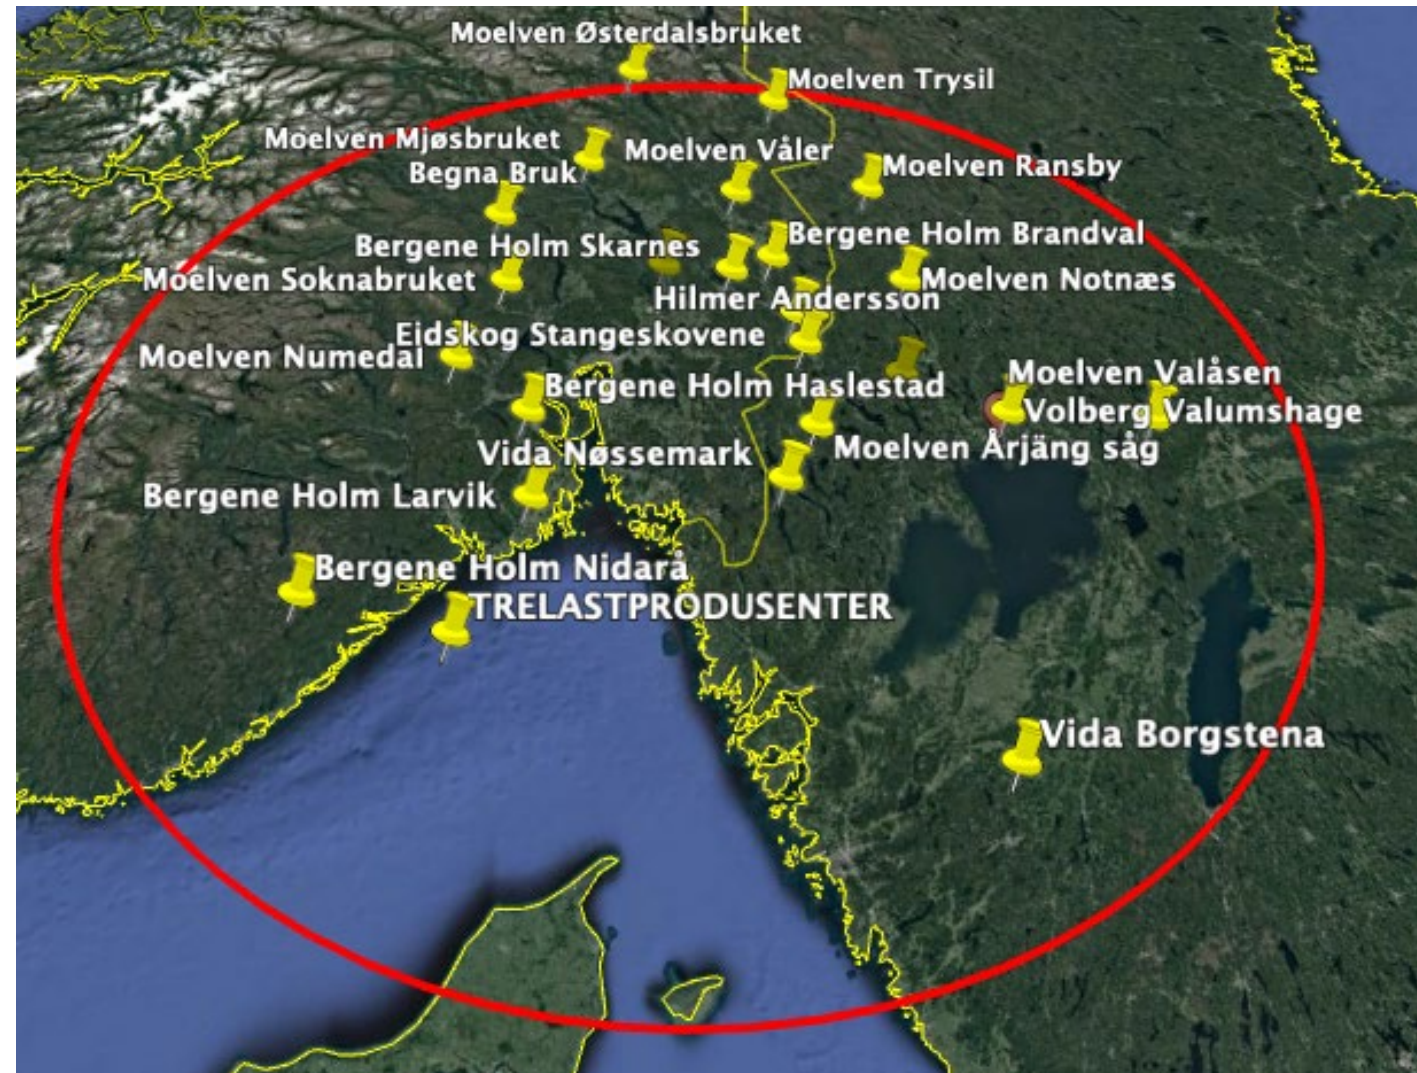 Moelven Østerdalsbruket
Moelven Trysil
Moelven Mjøsbruket
Moelven Våler
Begna Bruk
Moelven Ransby
Bergene Holm Skarnes
Bergene Holm Brandval
Moelven Soknabruket
Moelven Notnæs
Hilmer Andersson
Eidskog Stangeskovene
Moelven Numedal
Moelven Valåsen
Bergene Holm Haslestad
Volberg Valumshage
Vida Nøssemark
Moelven Årjäng såg
Bergene Holm Larvik
Bergene Holm Nidarå
TRELASTPRODUSENTER
Vida Borgstena